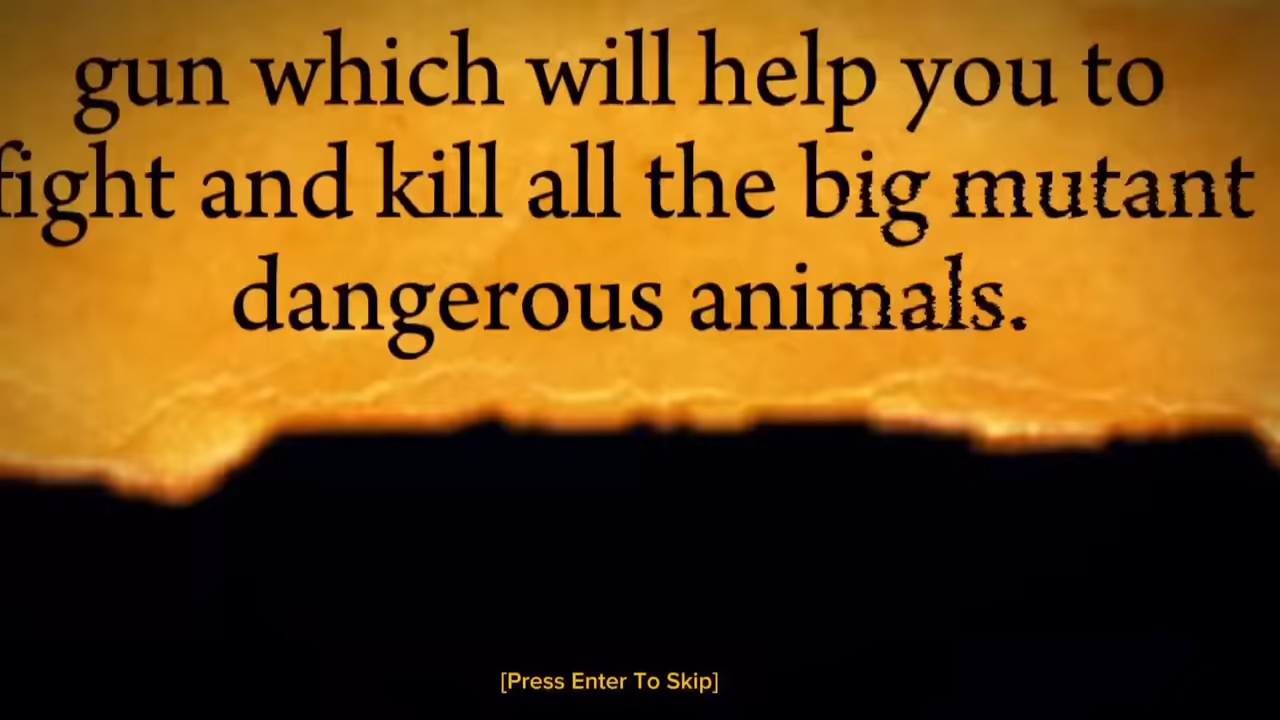 gun which will help you to
fight and kill all the big mutant
dangerous animals.
[Press Enter To Skip]